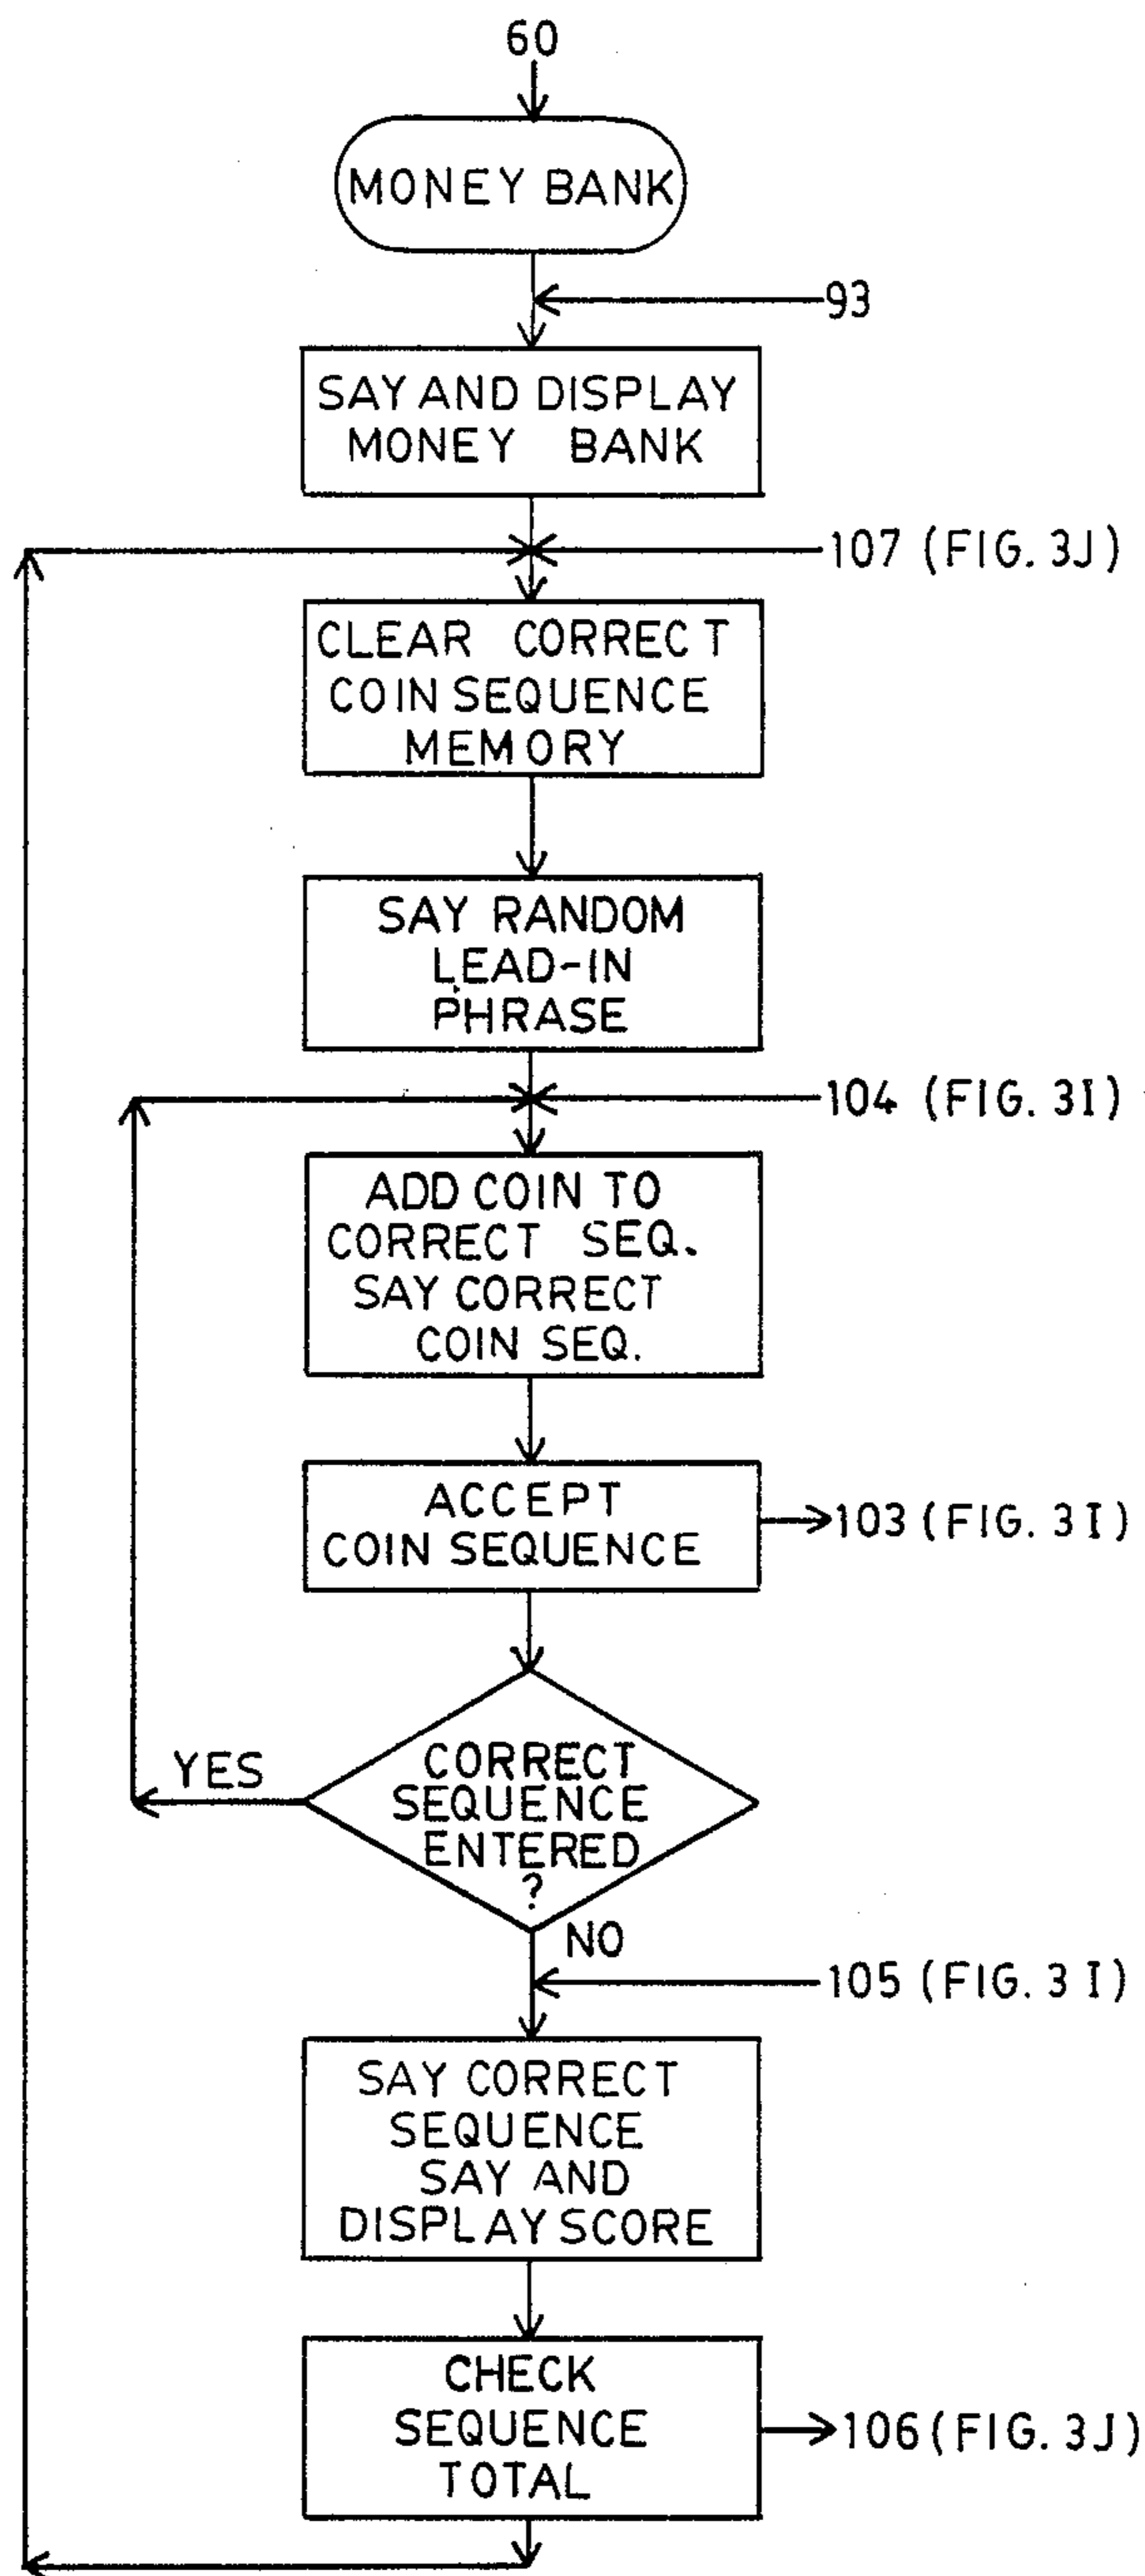 60
MONEY BANK
93
SAY AND DISPLAY
MONEY BANK
107 (FIG. 3J)
CLEAR CORRECT
COIN SEQUENCE
MEMORY
SAY RANDOM
LEAD-IN
PHRASE
104 (FIG. 3I)
ADD COIN TO
CORRECT SEQ.
SAY CORRECT
COIN SEQ.
ACCEPT
COIN SEQUENCE
103 (FIG. 3I)
YES
CORRECT
SEQUENCE
ENTERED
?
NO
105 (FIG. 3I)
SAY CORRECT
SEQUENCE
SAY AND
DISPLAY SCORE
CHECK
SEQUENCE
TOTAL
106 (FIG. 3J)